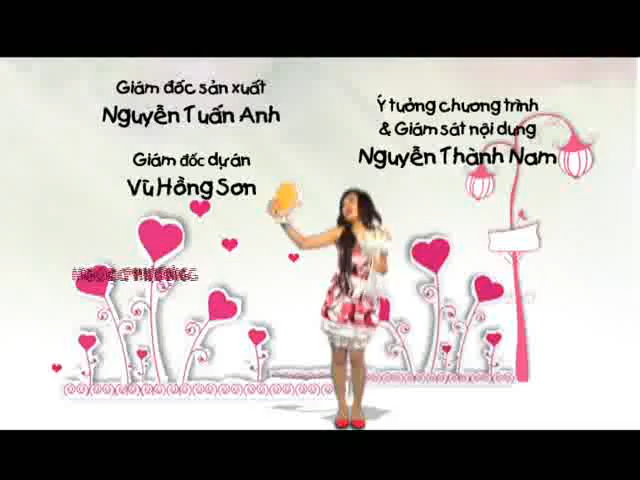 Giám đốc sản xuất
Nguyễn Tuấn Anh
Giám đốc dự án
Vũ Hồng Sơn
Ý tưởng chương trình
& Giám sát nội dung
Nguyễn Thành Nam